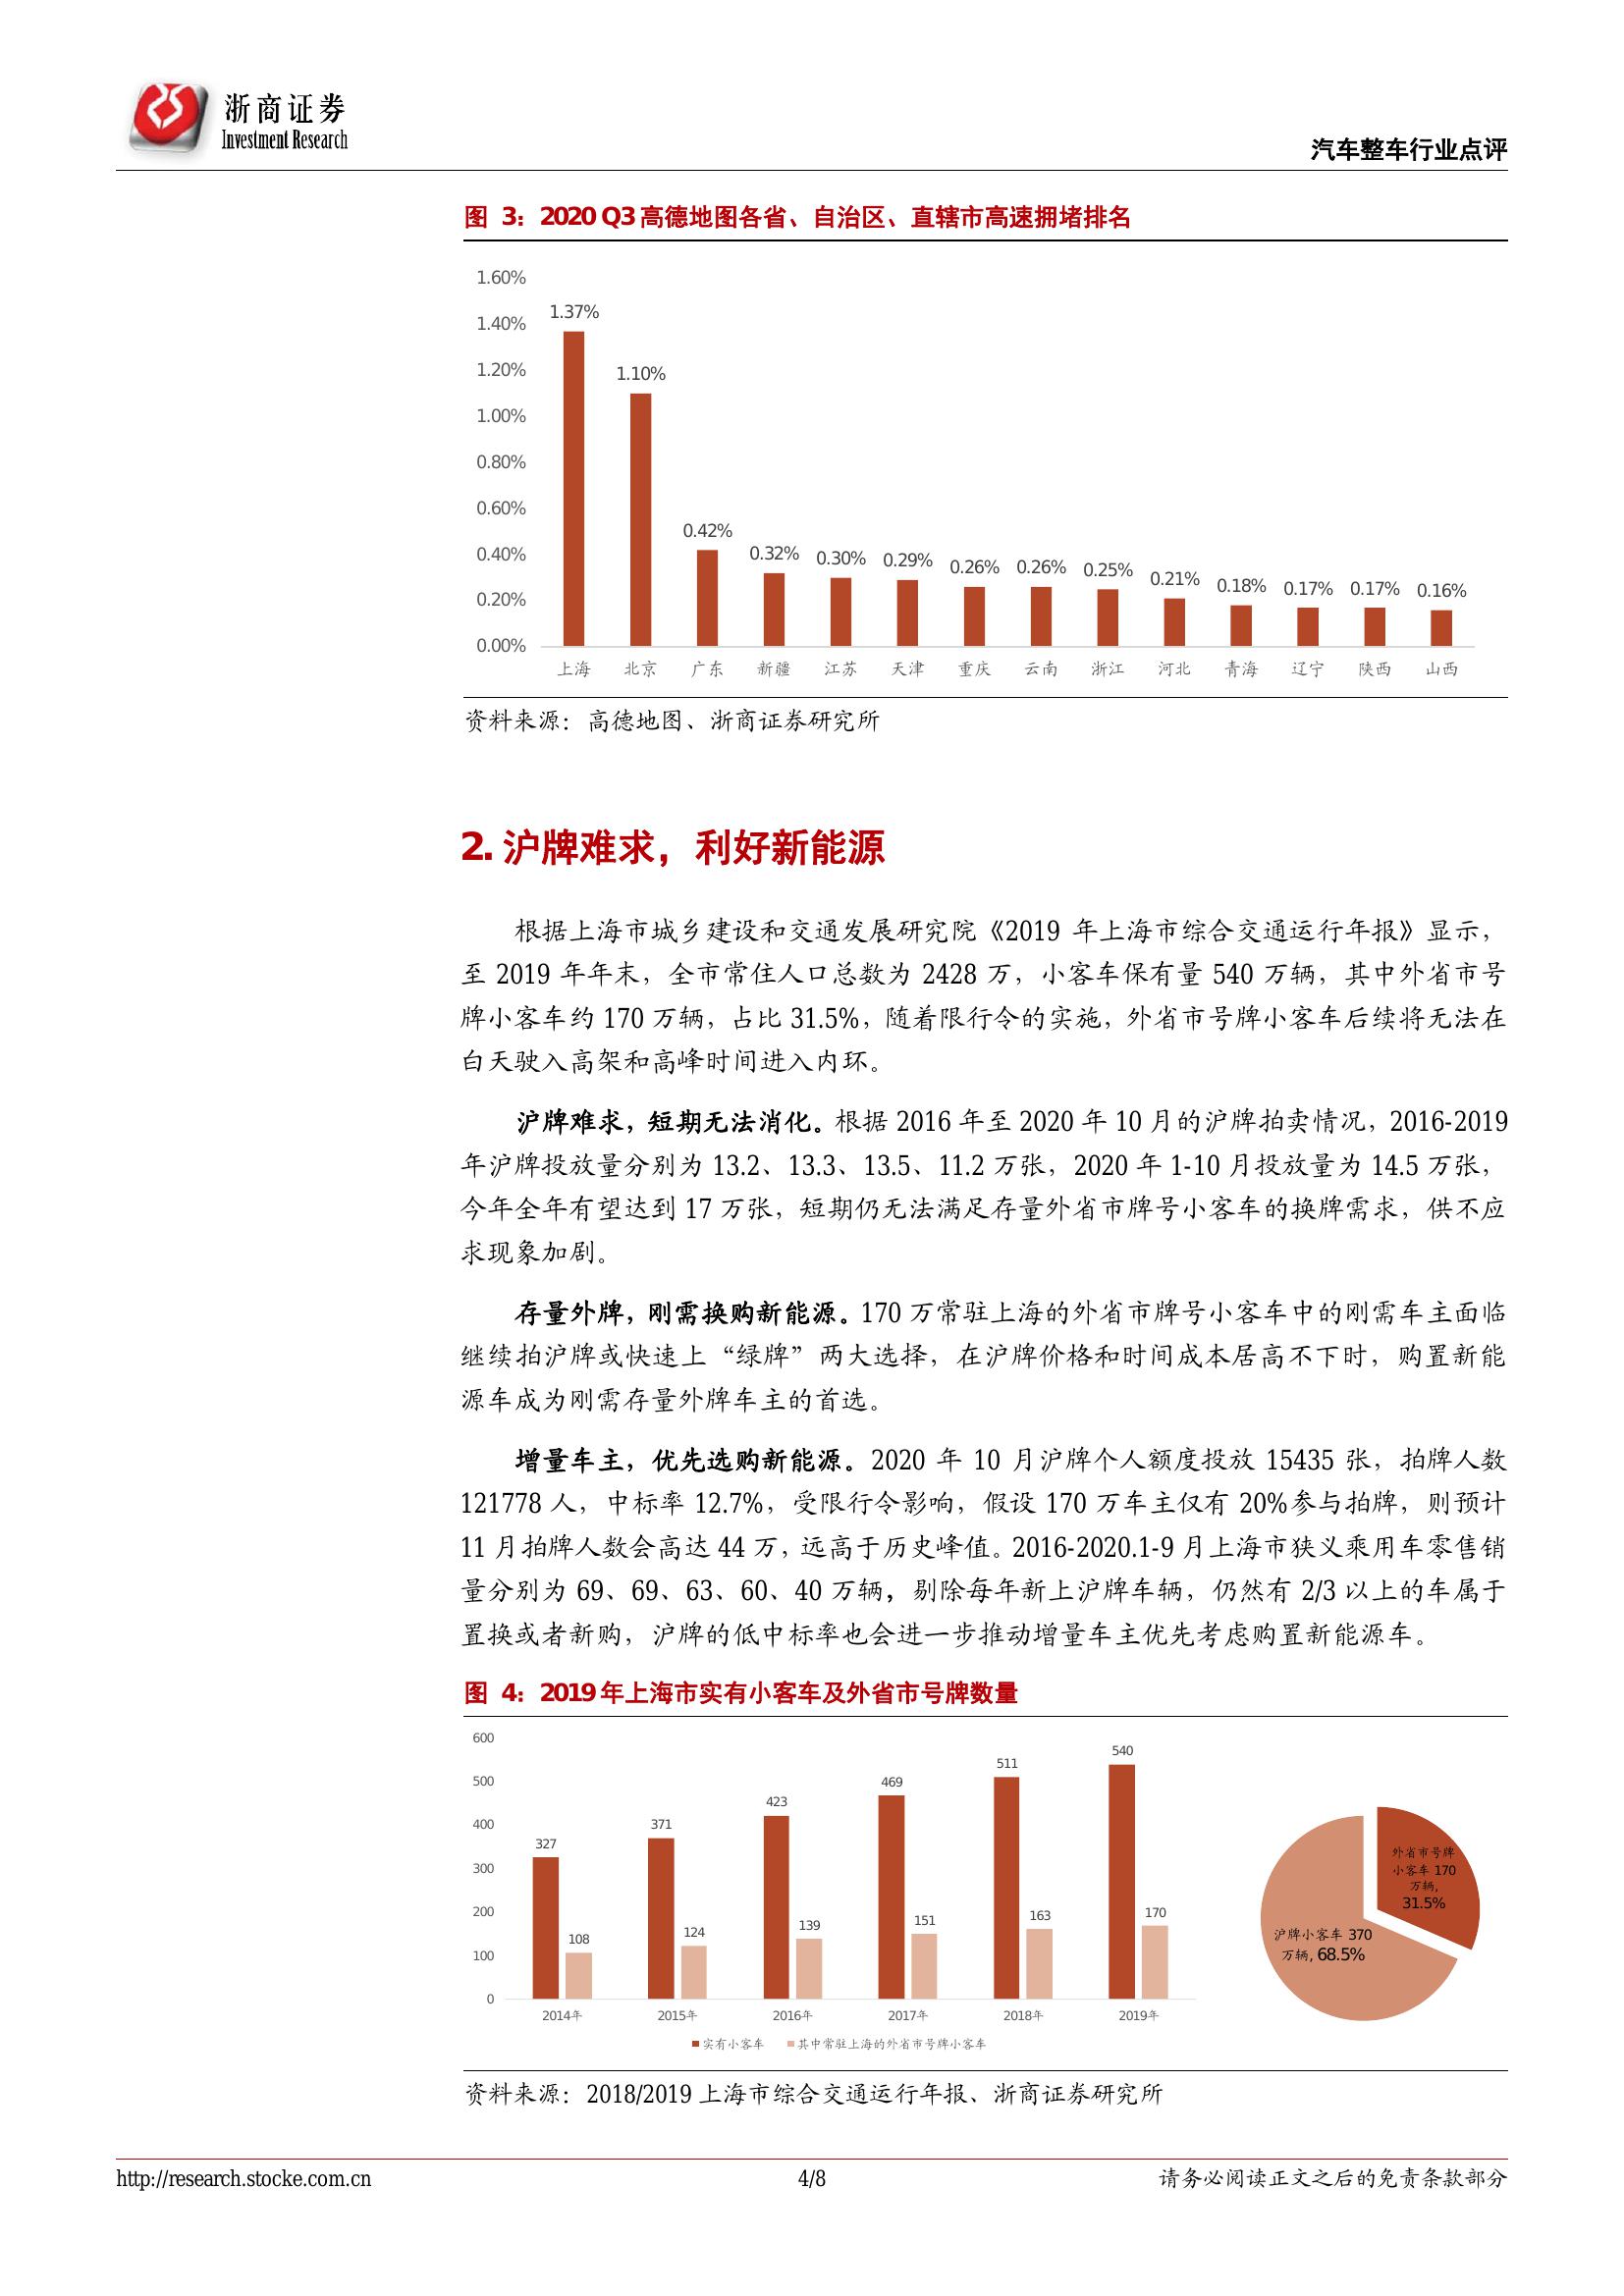 浙商证券
Investment Research
汽车整车行业点评
图 3：2020 Q3 高德地图各省、自治区、直辖市高速拥堵排名
1.60%
1.40%
1.20%
1.00%
0.80%
0.60%
0.40%
0.20%
0.00%
1.37%
1.10%
0.42%
0.32%
0.30%
0.29%
0.26%
0.26%
0.25%
0.21%
0.18%
0.17%
0.17%
0.16%
上海 北京 广东 新疆 江苏 天津 重庆 云南 浙江 河北 青海 辽宁 陕西 山西
资料来源：高德地图、浙商证券研究所
2. 沪牌难求，利好新能源
根据上海市城乡建设和交通发展研究院《2019 年上海市综合交通运行年报》显示，
至 2019 年年末，全市常住人口总数为 2428 万，小客车保有量 540 万辆，其中外省市号
牌小客车约 170 万辆，占比 31.5%，随着限行令的实施，外省市号牌小客车后续将无法在
白天驶入高架和高峰时间进入内环。
沪牌难求，短期无法消化。根据 2016 年至 2020 年 10 月的沪牌拍卖情况，2016-2019
年沪牌投放量分别为 13.2、13.3、13.5、11.2 万张，2020 年 1-10 月投放量为 14.5 万张，
今年全年有望达到 17 万张，短期仍无法满足存量外省市牌号小客车的换牌需求，供不应
求现象加剧。
存量外牌，刚需换购新能源。170 万常驻上海的外省市牌号小客车中的刚需车主面临
继续拍沪牌或快速上“绿牌”两大选择，在沪牌价格和时间成本居高不下时，购置新能
源车成为刚需存量外牌车主的首选。
增量车主，优先选购新能源。2020 年 10 月沪牌个人额度投放 15435 张，拍牌人数
121778 人，中标率 12.7%，受限行令影响，假设 170 万车主仅有 20%参与拍牌，则预计
11 月拍牌人数会高达 44 万，远高于历史峰值。2016-2020.1-9 月上海市狭义乘用车零售销
量分别为 69、69、63、60、40 万辆，剔除每年新上沪牌车辆，仍然有 2/3 以上的车属于
置换或者新购，沪牌的低中标率也会进一步推动增量车主优先考虑购置新能源车。
图 4：2019 年上海市实有小客车及外省市号牌数量
600
500
400
300
200
100
0
327
108
371
124
423
139
469
151
511
163
540
170
2014年 2015年 2016年 2017年 2018年 2019年
实有小客车 其中常驻上海的外省市号牌小客车
外省市号牌
小客车 170
万辆,
31.5%
沪牌小客车 370
万辆, 68.5%
资料来源：2018/2019 上海市综合交通运行年报、浙商证券研究所
http://research.stocke.com.cn
4/8
请务必阅读正文之后的免责条款部分